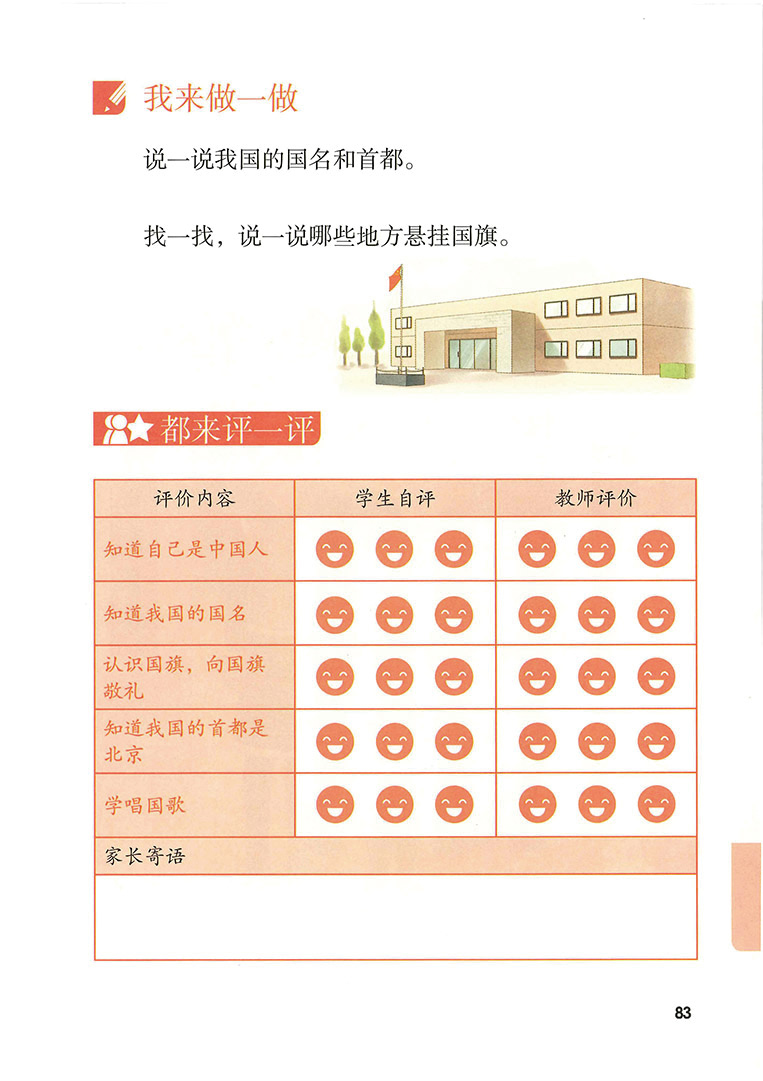 我来做一做
说一说我国的国名和首都。
找一找，说一说哪些地方悬挂国旗。
都来评一评
评价内容 学生自评 教师评价
知道自己是中国人
知道我国的国名
认识国旗，向国旗
敬礼
知道我国的首都是
北京
学唱国歌
家长寄语
83